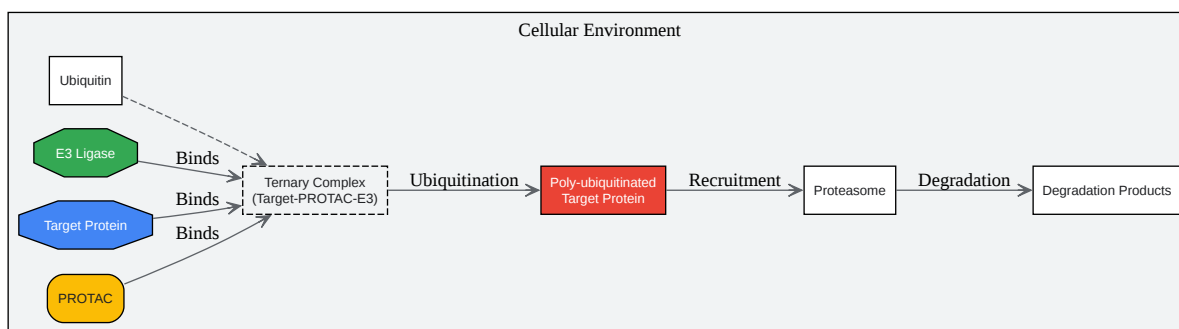 Cellular Environment
Ubiquitin
E3 Ligase
Binds
Target Protein
Binds
Binds
PROTAC
Ternary Complex
(Target-PROTAC-E3)
Ubiquitination
Poly-ubiquitinated
Target Protein
Recruitment
Proteasome
Degradation
Degradation Products